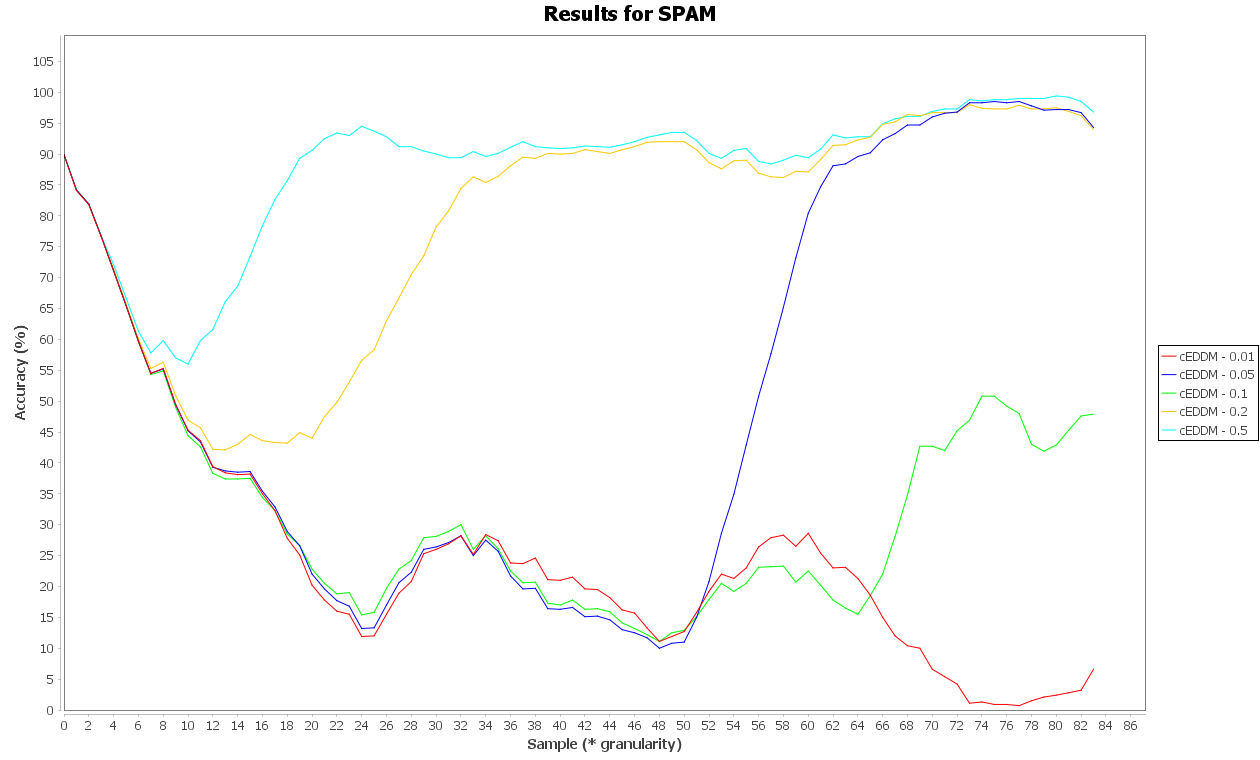 Results for SPAM
105
100
95
90
85
80
75
70
65
60
55
50
45
40
35
30
25
20
15
10
5
0
Accuracy (%)
0 2 4 6 8 10 12 14 16 18 20 22 24 26 28 30 32 34 36 38 40 42 44 46 48 50 52 54 56 58 60 62 64 66 68 70 72 74 76 78 80 82 84 86
Sample (* granularity)
cEDDM - 0.01
cEDDM - 0.05
cEDDM - 0.1
cEDDM - 0.2
cEDDM - 0.5